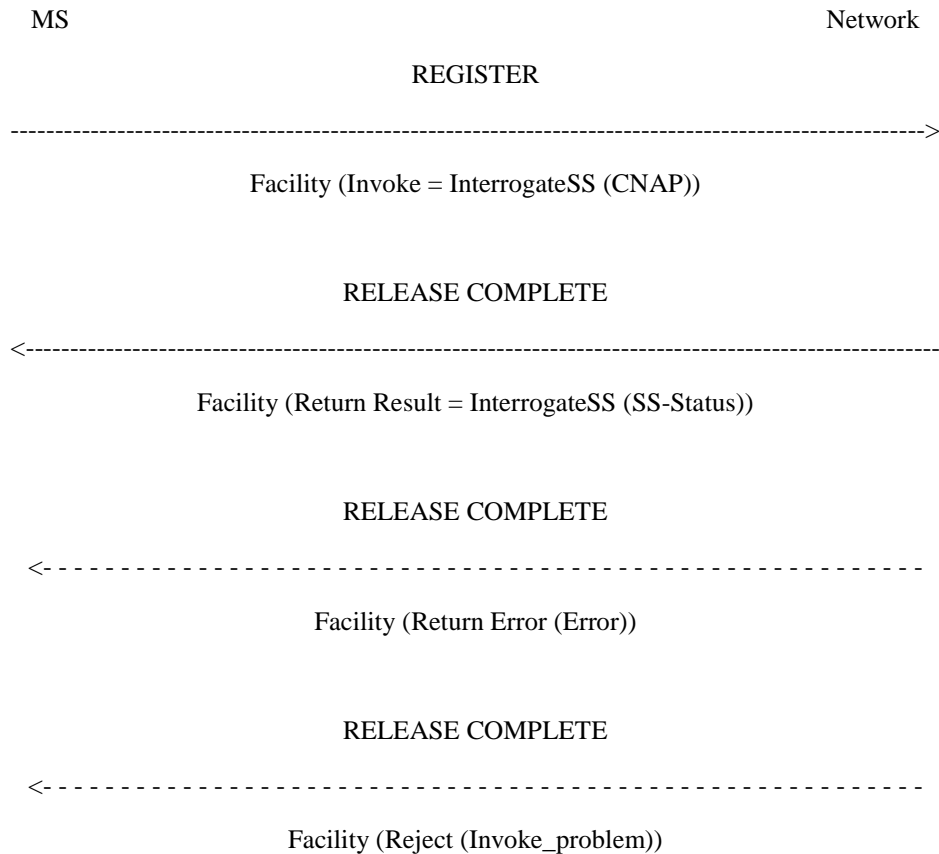 MS Network
REGISTER
------------------------------------------------------------------------------------------------------->
Facility (Invoke = InterrogateSS (CNAP))
RELEASE COMPLETE
<-------------------------------------------------------------------------------------------------------
Facility (Return Result = InterrogateSS (SS-Status))
RELEASE COMPLETE
<- - - - - - - - - - - - - - - - - - - - - - - - - - - - - - - - - - - - - - - - - - - - - - - - - - - - - - - - - -
Facility (Return Error (Error))
RELEASE COMPLETE
<- - - - - - - - - - - - - - - - - - - - - - - - - - - - - - - - - - - - - - - - - - - - - - - - - - - - - - - - - -
Facility (Reject (Invoke_problem))